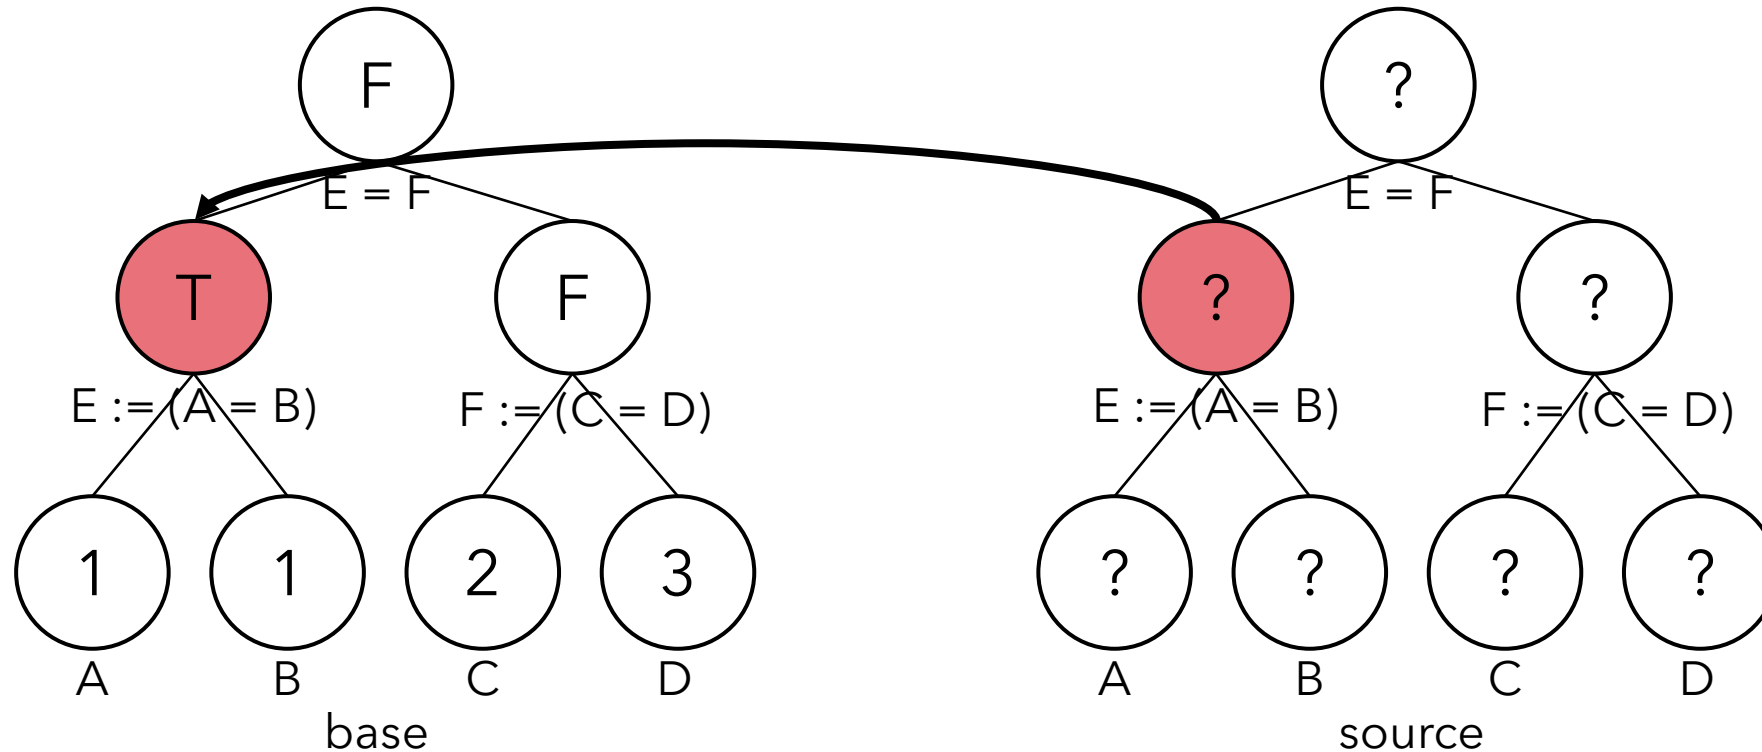 F ?
E = F E = F
T F ? ?
E := (A = B) F := (C = D) E := (A = B) F := (C = D)
1 1 2 3 ? ? ? ?
A B C D A B C D
base source